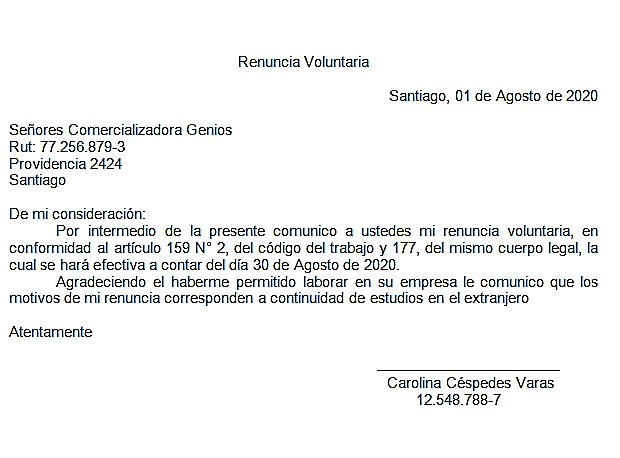 Renuncia Voluntaria
Santiago, 01 de Agosto de 2020
Señores Comercializadora Genios
Rut: 77.256.879-3
Providencia 2424
Santiago
De mi consideración:
Por intermedio de la presente comunico a ustedes mi renuncia voluntaria, en
conformidad al artículo 159 N° 2, del código del trabajo y 177, del mismo cuerpo legal, la
cual se hará efectiva a contar del día 30 de Agosto de 2020.
Agradeciendo el haberme permitido laborar en su empresa le comunico que los
motivos de mi renuncia corresponden a continuidad de estudios en el extranjero
Atentamente
Carolina Céspedes Varas
12.548.788-7